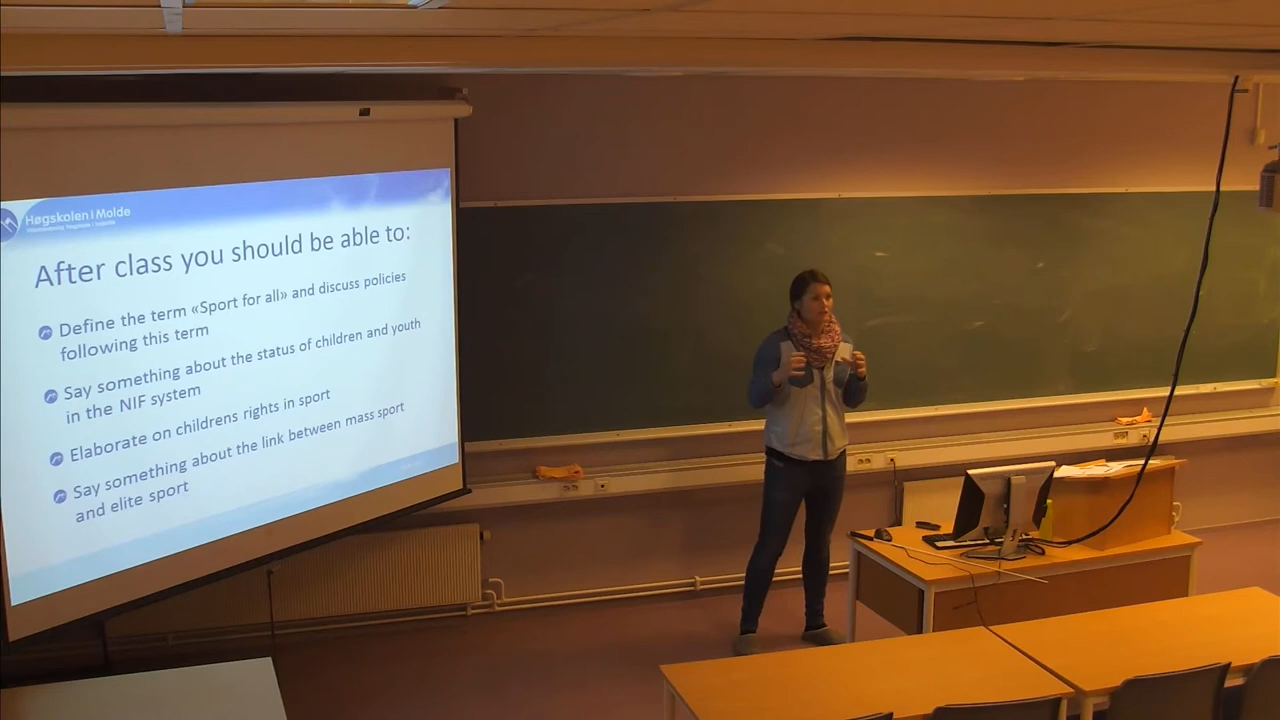 Høgskolen i Molde
After class you should be able to:
Define the term «Sport for all» and discuss policies
following this term
Say something about the status of children and youth
in the NIF system
Elaborate on childrens rights in sport
Say something about the link between mass sport
and elite sport